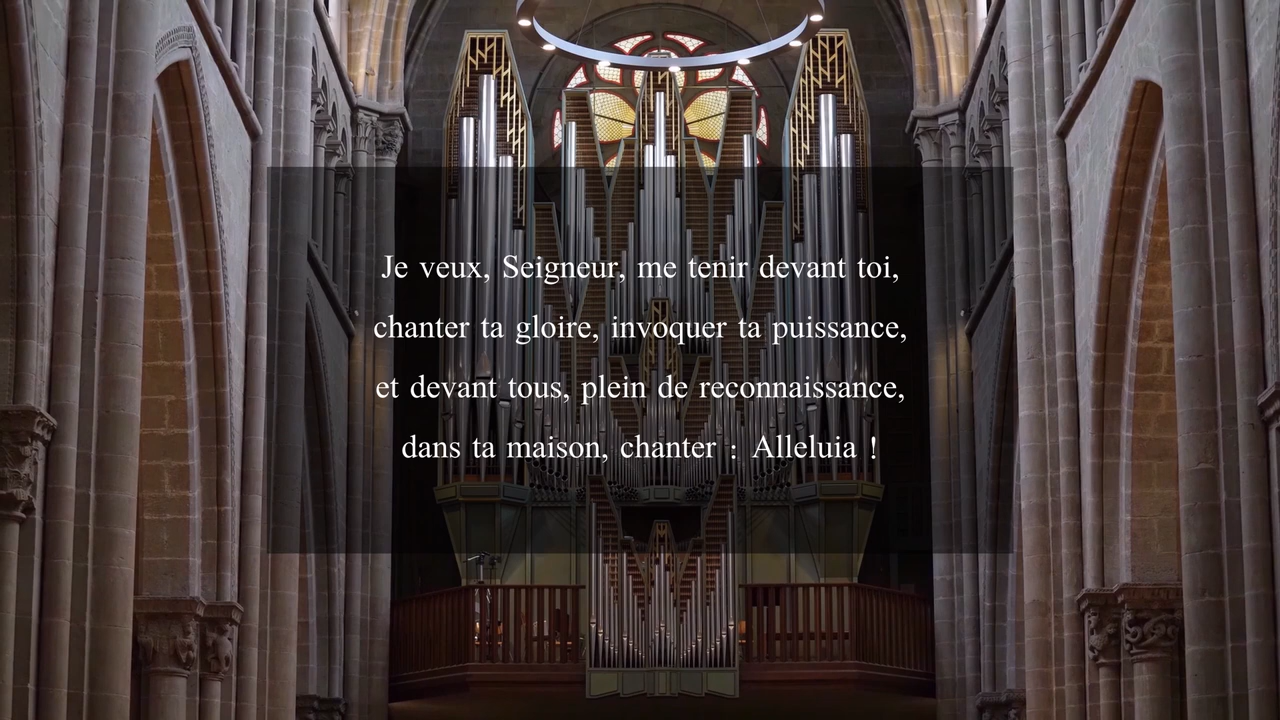 Je veux, Seigneur, me tenir devant toi,
chanter ta gloire, invoquer ta puissance,
et devant tous, plein de reconnaissance,
dans ta maison, chanter : Alleluia !